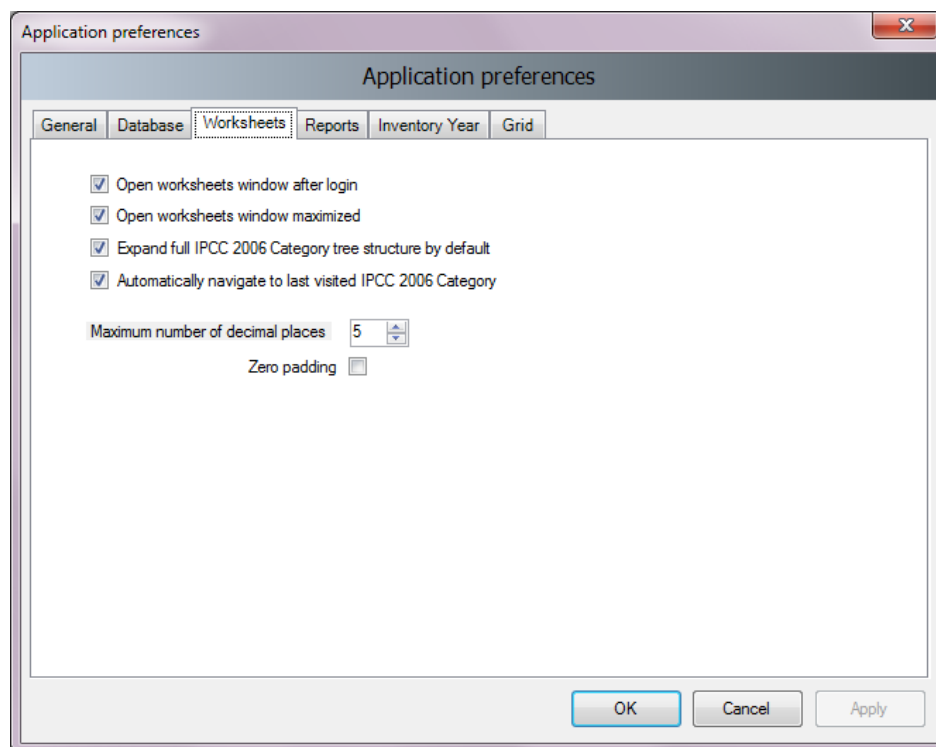 Application preferences
Application preferences
General Database Worksheets Reports Inventory Year Grid
Open worksheets window after login
Open worksheets window maximized
Expand full IPCC 2006 Category tree structure by default
Automatically navigate to last visited IPCC 2006 Category
Maximum number of decimal places 5
Zero padding
OK Cancel Apply